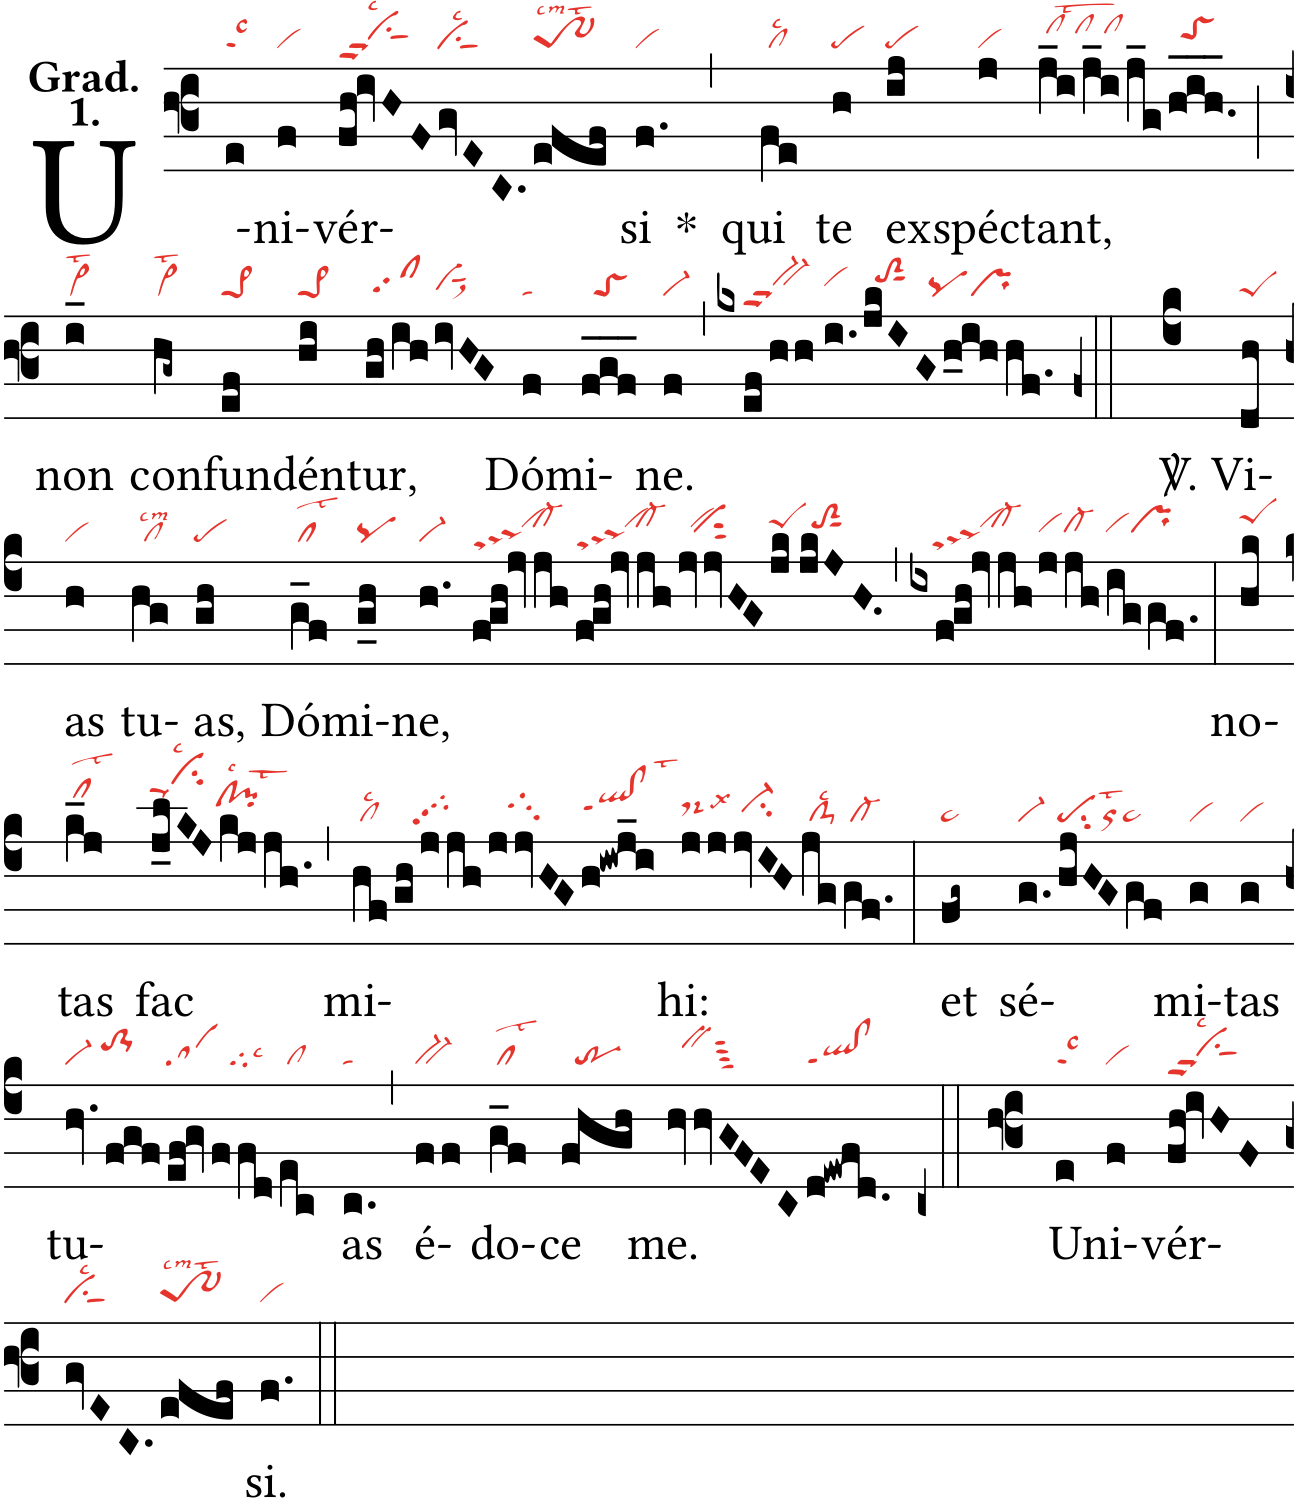 Grad.
1.
U-ni-vér- si * qui te exspéctant,
non confundéntur, Dómi- ne. ℣. Vi-
as tu- as, Dómi-ne, no-
tas fac mi- hi: et sé- mi-tas
tu- as é- do-ce me. Uni-vér-
si.